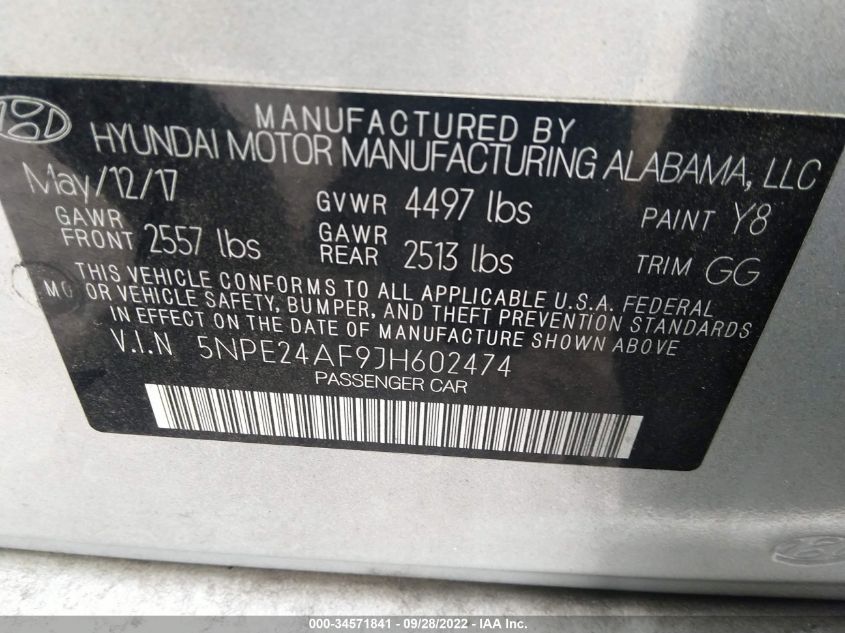 MANUFACTURED BY
HYUNDAI MOTOR MANUFACTURING ALABAMA, LLC
May/12/17 GVWR 4497 lbs PAINT Y8
GAWR FRONT 2557 lbs GAWR REAR 2513 lbs TRIM GG
THIS VEHICLE CONFORMS TO ALL APPLICABLE U.S.A. FEDERAL
MOTOR VEHICLE SAFETY, BUMPER, AND THEFT PREVENTION STANDARDS
IN EFFECT ON THE DATE OF MANUFACTURE SHOWN ABOVE
V.I.N 5NPE24AF9JH602474
PASSENGER CAR
000-34571841 - 09/28/2022 - IAA Inc.